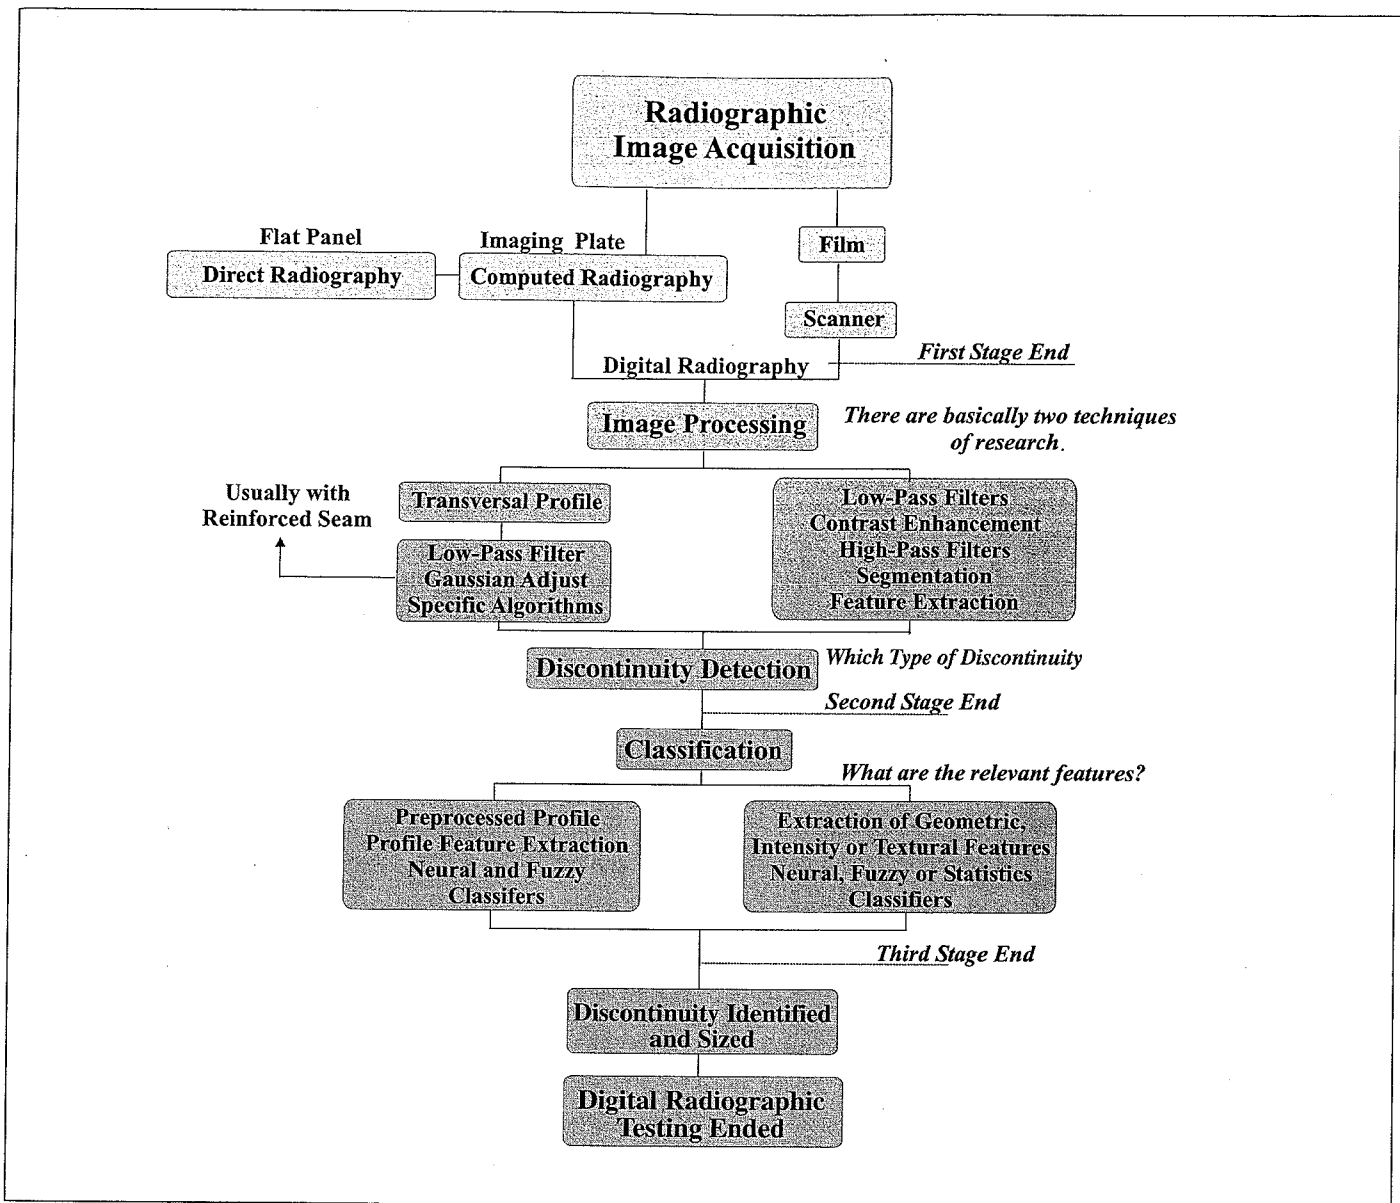 Radiographic
Image Acquisition
Flat Panel
Direct Radiography
Imaging Plate
Computed Radiography
Film
Scanner
First Stage End
Digital Radiography
Image Processing
There are basically two techniques
of research.
Usually with
Reinforced Seam
Transversal Profile
Low-Pass Filter
Gaussian Adjust
Specific Algorithms
Low-Pass Filters
Contrast Enhancement
High-Pass Filters
Segmentation
Feature Extraction
Discontinuity Detection
Which Type of Discontinuity
Second Stage End
Classification
What are the relevant features?
Preprocessed Profile
Profile Feature Extraction
Neural and Fuzzy
Classifers
Extraction of Geometric,
Intensity or Textural Features
Neural, Fuzzy or Statistics
Classifiers
Third Stage End
Discontinuity Identified
and Sized
Digital Radiographic
Testing Ended